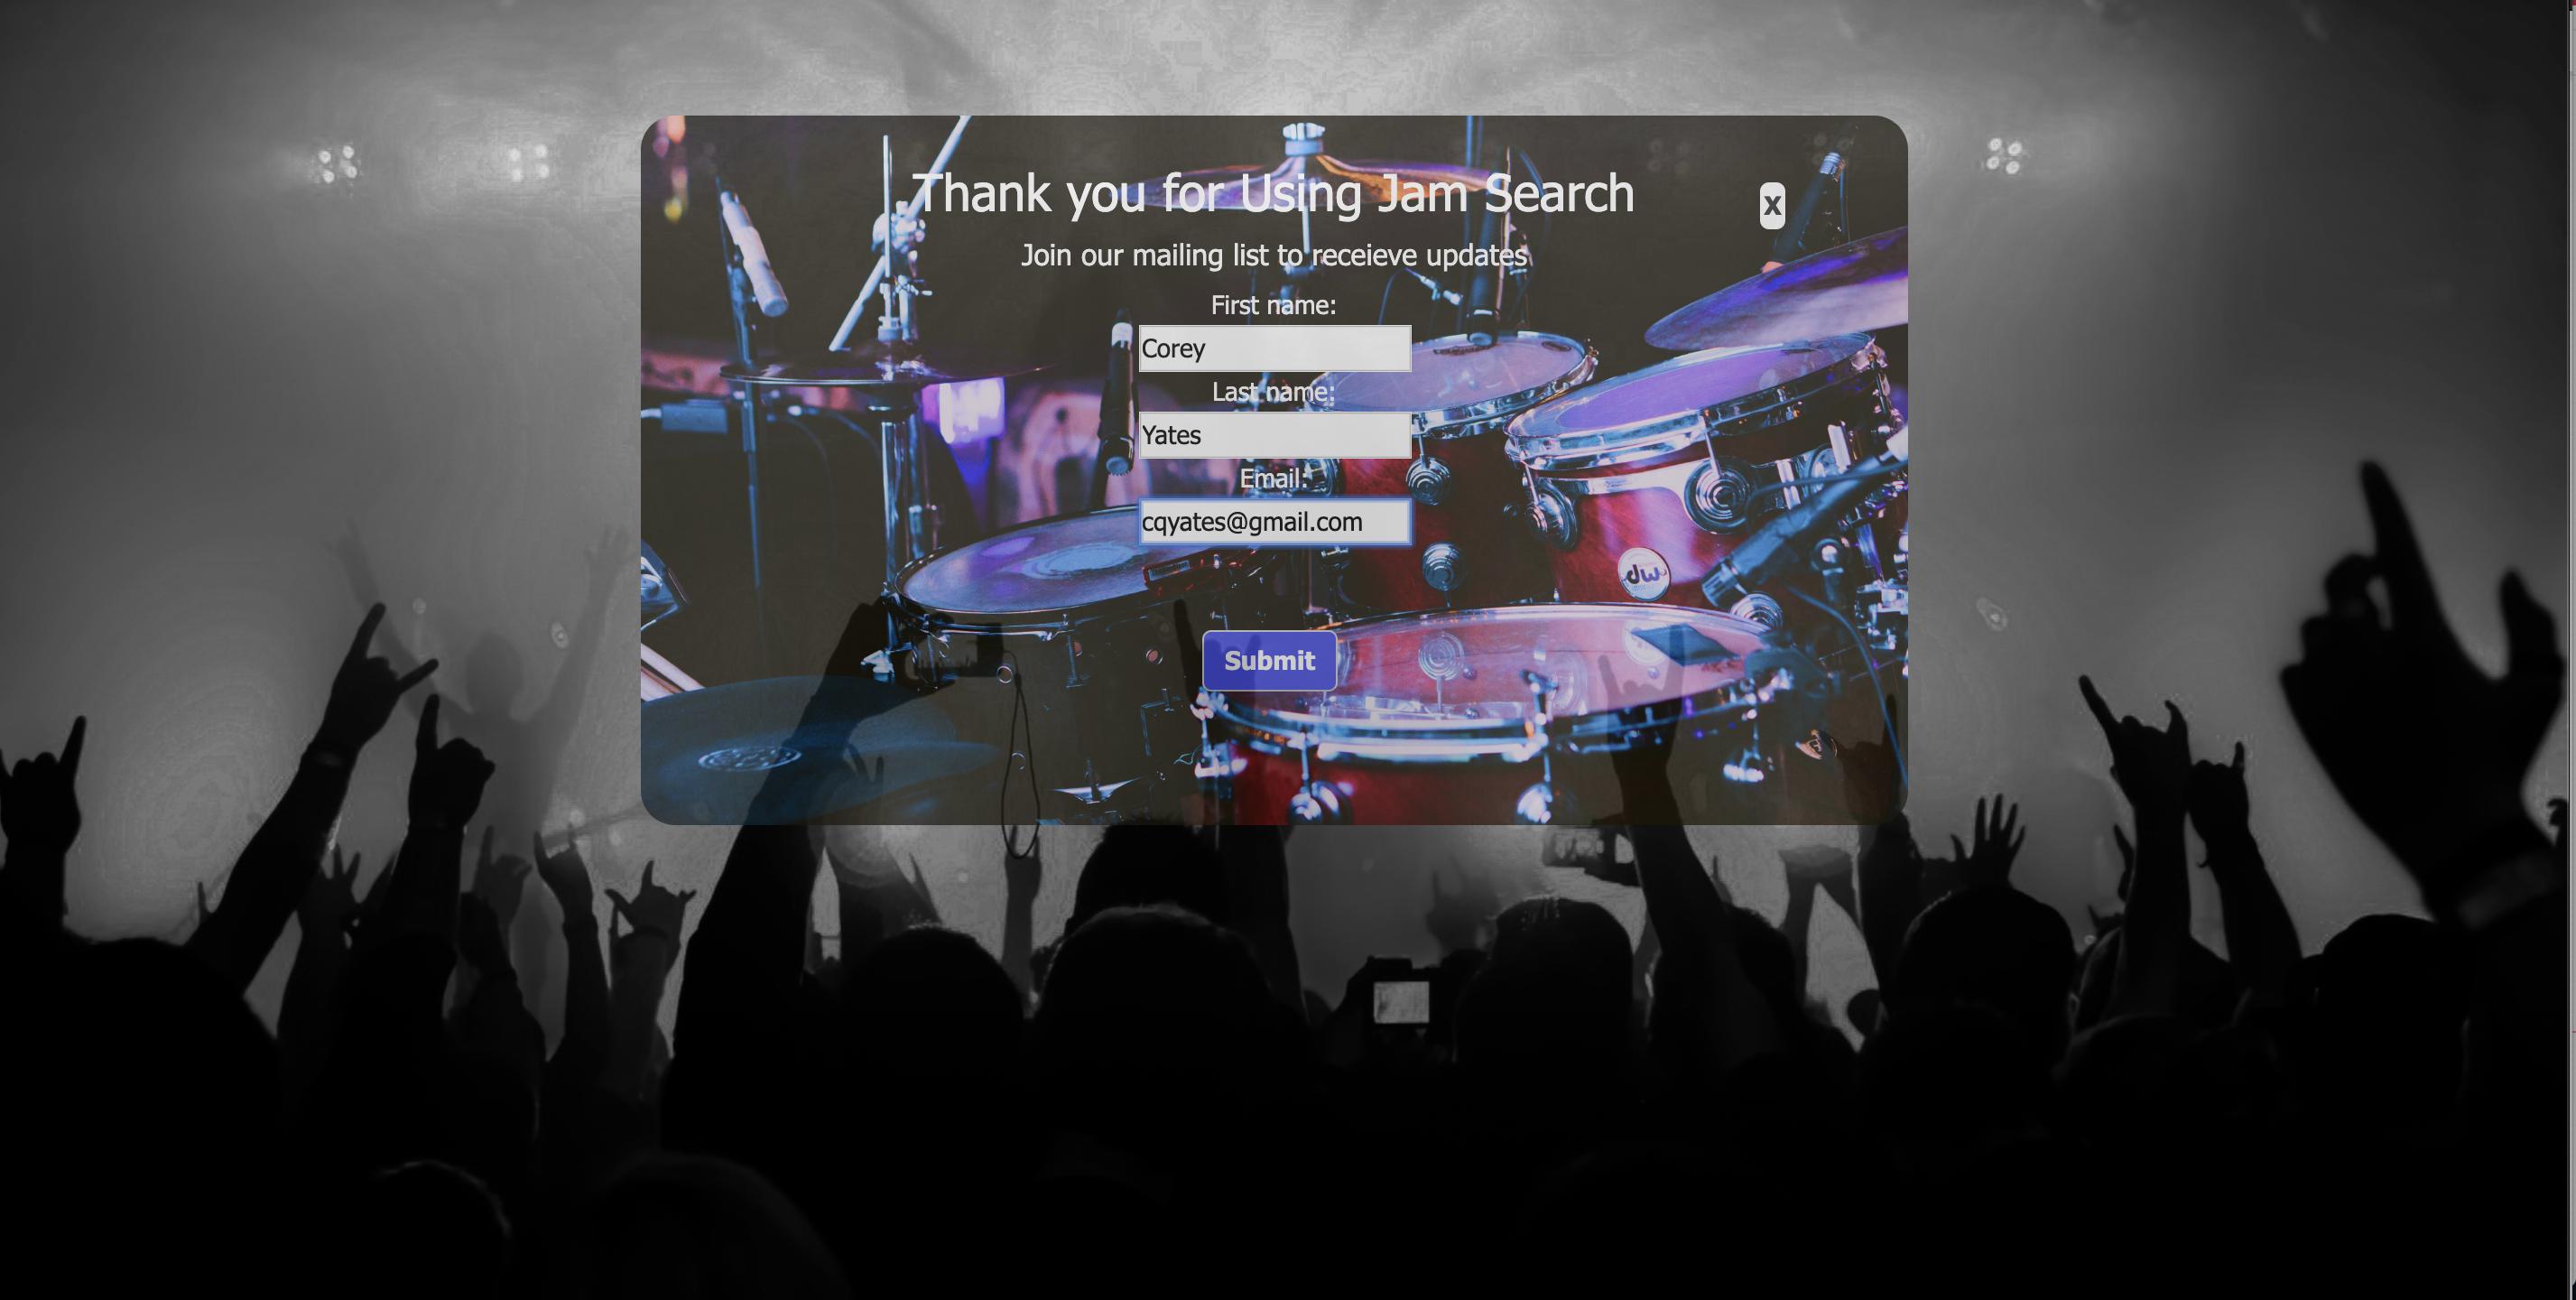 Thank you for Using Jam Search
X
Join our mailing list to receieve updates
First name:
Corey
Last name:
Yates
Email:
cqyates@gmail.com
dw
Submit